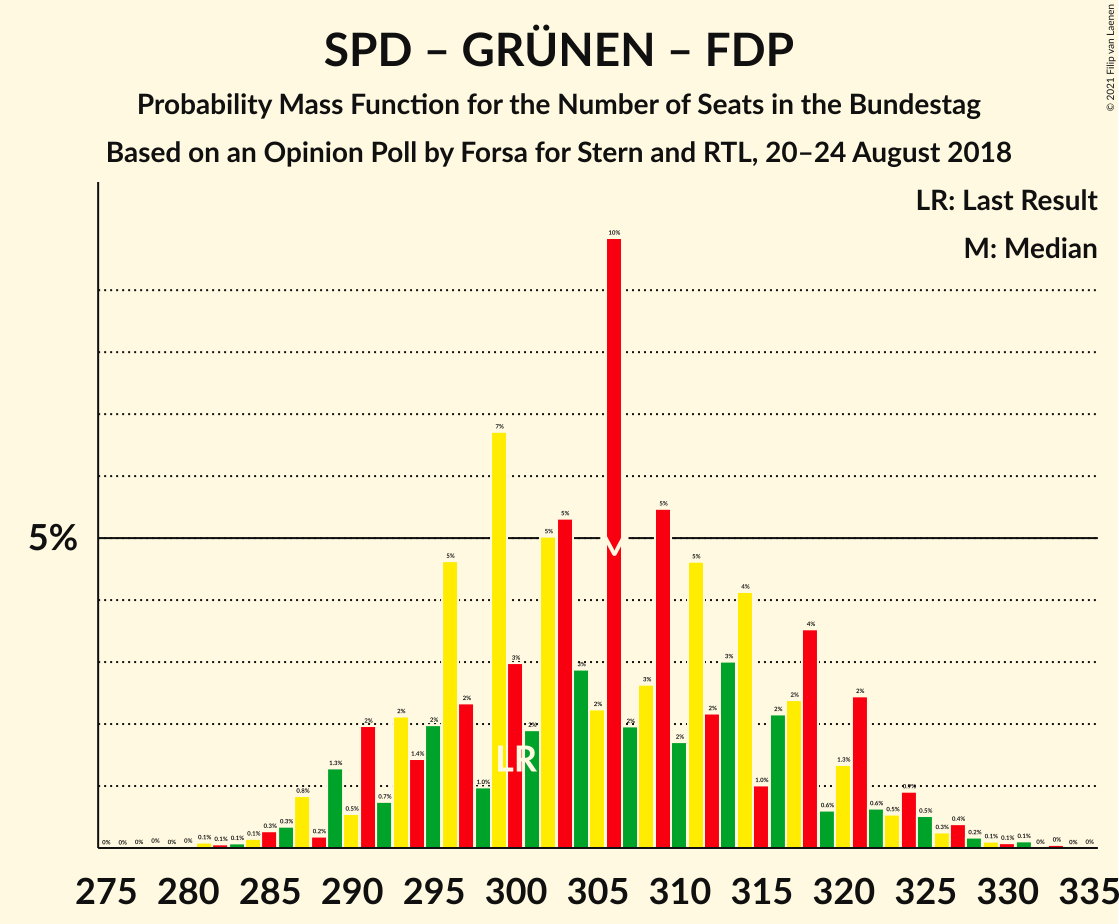 SPD – GRÜNEN – FDP
Probability Mass Function for the Number of Seats in the Bundestag
Based on an Opinion Poll by Forsa for Stern and RTL, 20–24 August 2018
© 2021 Filip van Laenen
LR: Last Result
M: Median
5%
0% 0% 0% 0% 0% 0% 0.1% 0.1% 0.1% 0.1% 0.3% 0.3% 0.8% 0.2% 1.3% 0.5% 2% 0.7% 2% 1.4% 2% 5% 2% 1.0% 7% 3% 2% 5% 5% 3% 2% 10% 2% 3% 5% 2% 5% 2% 3% 4% 1.0% 2% 2% 4% 0.6% 1.3% 2% 0.6% 0.5% 0.9% 0.5% 0.3% 0.4% 0.2% 0.1% 0.1% 0.1% 0% 0% 0% 0%
LR
M
275 280 285 290 295 300 305 310 315 320 325 330 335